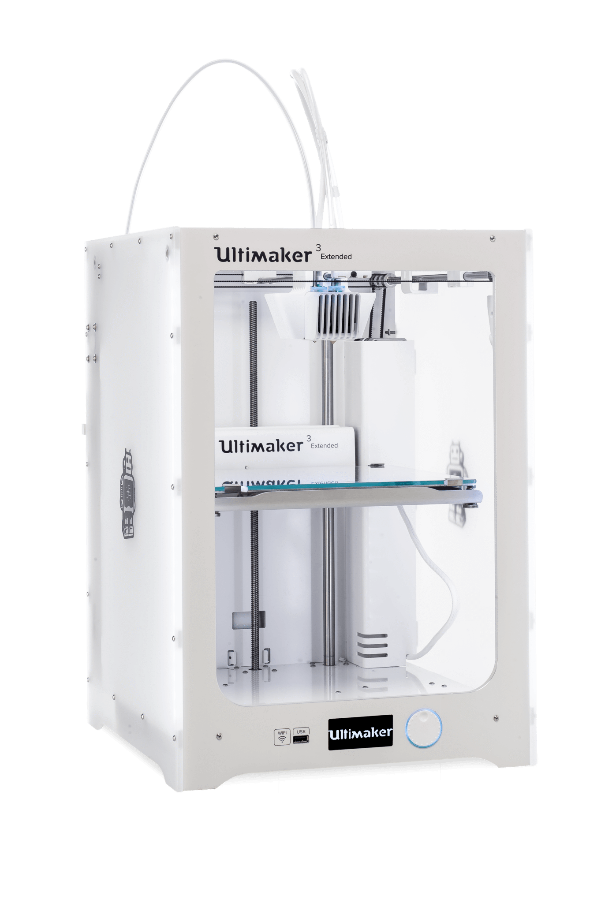 Ultimaker 3 Extended
Ultimaker 3 Extended
WiFi USB
Ultimaker